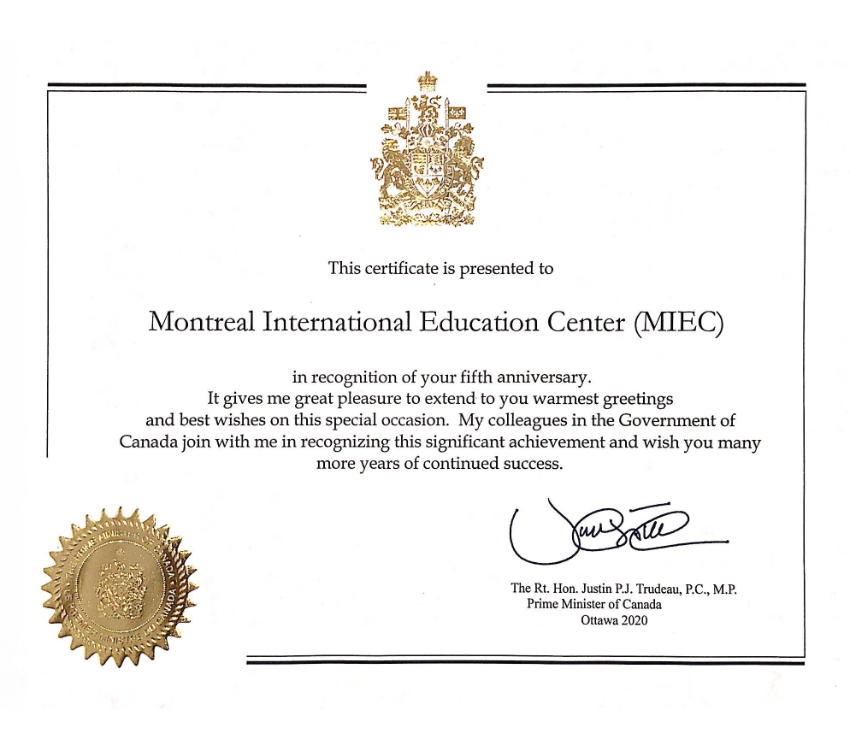 This certificate is presented to
Montreal International Education Center (MIEC)
in recognition of your fifth anniversary.
It gives me great pleasure to extend to you warmest greetings
and best wishes on this special occasion. My colleagues in the Government of
Canada join with me in recognizing this significant achievement and wish you many
more years of continued success.
The Rt. Hon. Justin P.J. Trudeau, P.C., M.P.
Prime Minister of Canada
Ottawa 2020